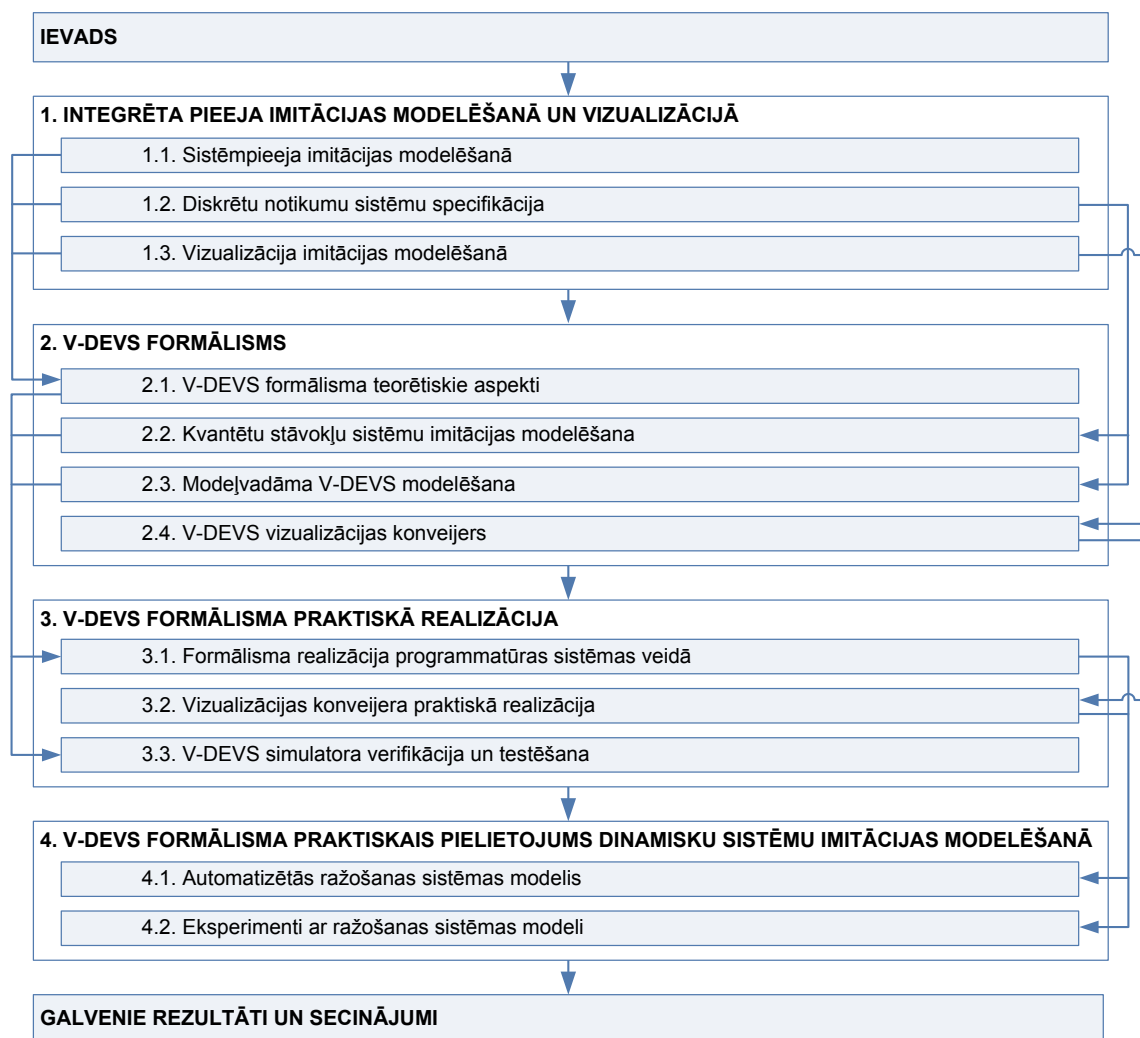 IEVADS
1. INTEGRĒTA PIEEJA IMITĀCIJAS MODELĒŠANĀ UN VIZUALIZĀCIJĀ
1.1. Sistēmpieeja imitācijas modelēšanā
1.2. Diskrētu notikumu sistēmu specifikācija
1.3. Vizualizācija imitācijas modelēšanā
2. V-DEVS FORMĀLISMS
2.1. V-DEVS formālisma teorētiskie aspekti
2.2. Kvantētu stāvokļu sistēmu imitācijas modelēšana
2.3. Modeļvadāma V-DEVS modelēšana
2.4. V-DEVS vizualizācijas konveijers
3. V-DEVS FORMĀLISMA PRAKTISKĀ REALIZĀCIJA
3.1. Formālisma realizācija programmatūras sistēmas veidā
3.2. Vizualizācijas konveijera praktiskā realizācija
3.3. V-DEVS simulatora verifikācija un testēšana
4. V-DEVS FORMĀLISMA PRAKTISKAIS PIELIETOJUMS DINAMISKU SISTĒMU IMITĀCIJAS MODELĒŠANĀ
4.1. Automatizētās ražošanas sistēmas modelis
4.2. Eksperimenti ar ražošanas sistēmas modeli
GALVENIE REZULTĀTI UN SECINĀJUMI